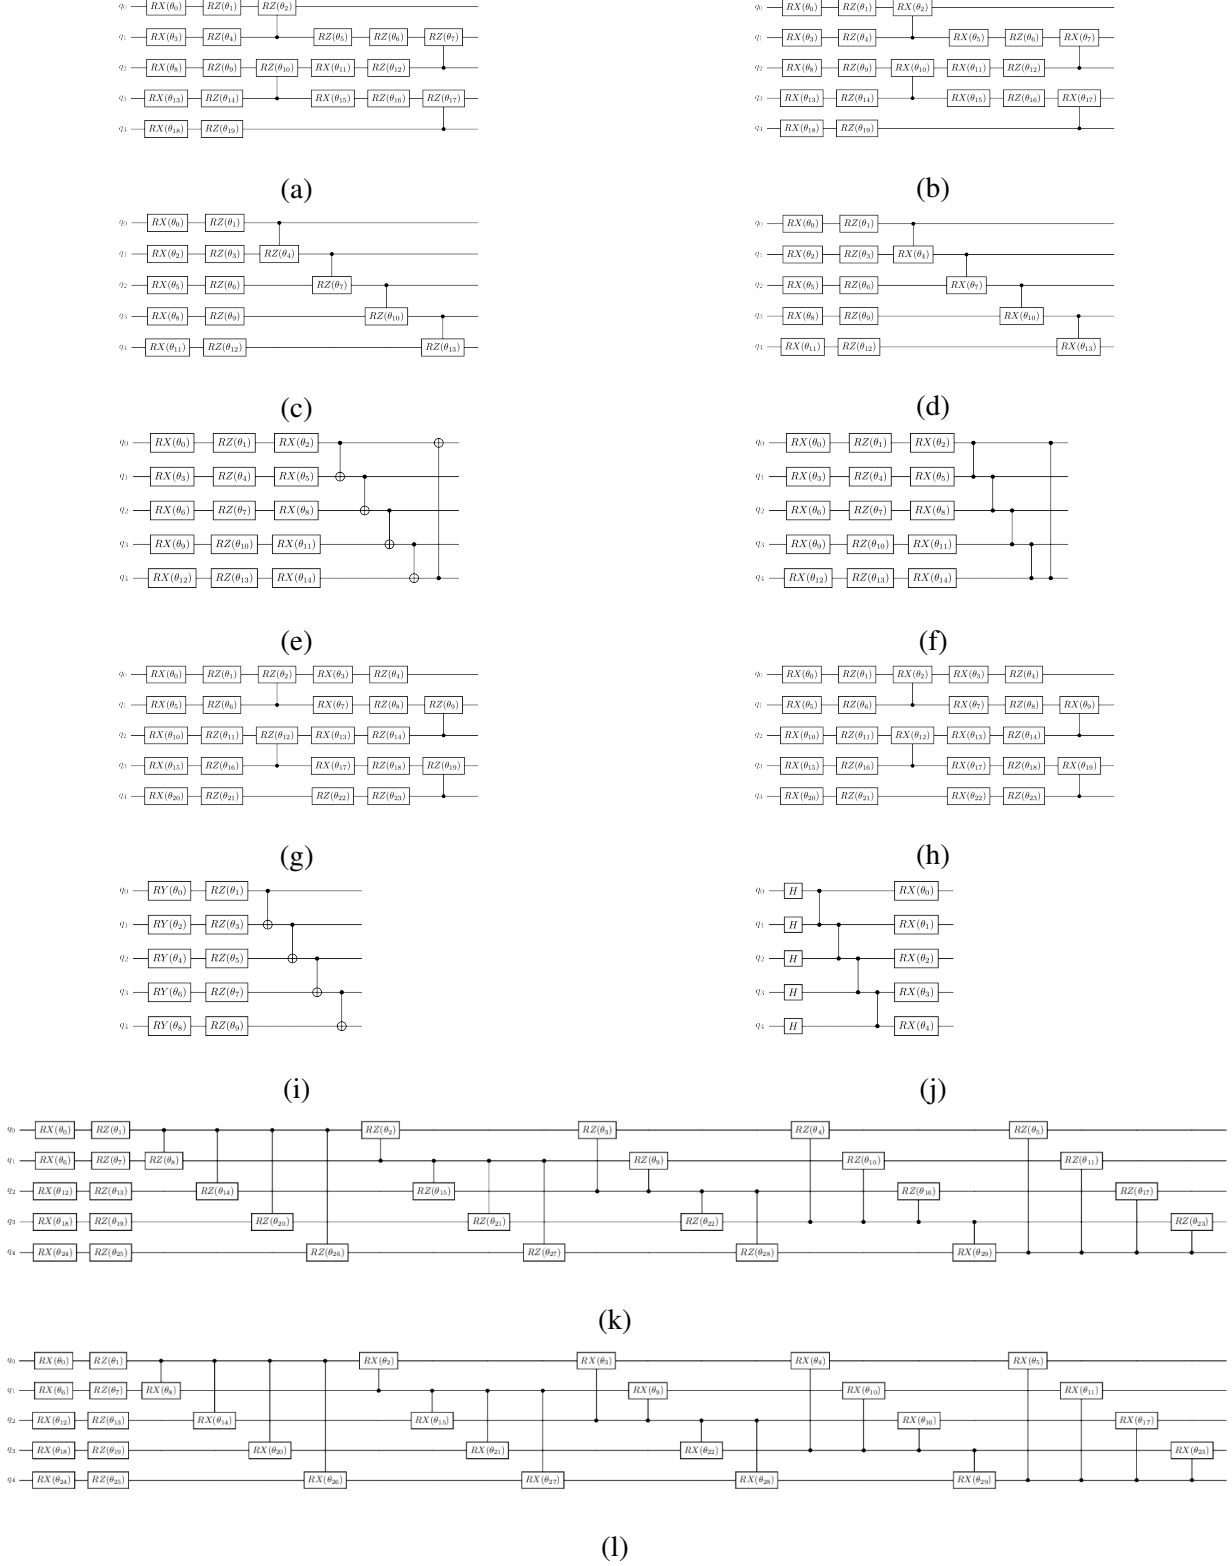 q₀ RX(θ₀) RZ(θ₁) RZ(θ₂)
q₁ RX(θ₃) RZ(θ₄) RZ(θ₅) RZ(θ₆) RZ(θ₇)
q₂ RX(θ₈) RZ(θ₉) RZ(θ₁₀) RX(θ₁₁) RZ(θ₁₂)
q₃ RX(θ₁₃) RZ(θ₁₄) RX(θ₁₅) RZ(θ₁₆) RZ(θ₁₇)
q₄ RX(θ₁₈) RZ(θ₁₉)
(a)
q₀ RX(θ₀) RZ(θ₁) RX(θ₂)
q₁ RX(θ₃) RZ(θ₄) RX(θ₅) RZ(θ₆) RX(θ₇)
q₂ RX(θ₈) RZ(θ₉) RX(θ₁₀) RX(θ₁₁) RZ(θ₁₂)
q₃ RX(θ₁₃) RZ(θ₁₄) RX(θ₁₅) RZ(θ₁₆) RX(θ₁₇)
q₄ RX(θ₁₈) RZ(θ₁₉)
(b)
q₀ RX(θ₀) RZ(θ₁)
q₁ RX(θ₂) RZ(θ₃) RZ(θ₄)
q₂ RX(θ₅) RZ(θ₆) RZ(θ₇)
q₃ RX(θ₈) RZ(θ₉) RZ(θ₁₀)
q₄ RX(θ₁₁) RZ(θ₁₂) RZ(θ₁₃)
(c)
q₀ RX(θ₀) RZ(θ₁)
q₁ RX(θ₂) RZ(θ₃) RX(θ₄)
q₂ RX(θ₅) RZ(θ₆) RX(θ₇)
q₃ RX(θ₈) RZ(θ₉) RX(θ₁₀)
q₄ RX(θ₁₁) RZ(θ₁₂) RX(θ₁₃)
(d)
q₀ RX(θ₀) RZ(θ₁) RX(θ₂)
q₁ RX(θ₃) RZ(θ₄) RX(θ₅)
q₂ RX(θ₆) RZ(θ₇) RX(θ₈)
q₃ RX(θ₉) RZ(θ₁₀) RX(θ₁₁)
q₄ RX(θ₁₂) RZ(θ₁₃) RX(θ₁₄)
(e)
q₀ RX(θ₀) RZ(θ₁) RX(θ₂)
q₁ RX(θ₃) RZ(θ₄) RX(θ₅)
q₂ RX(θ₆) RZ(θ₇) RX(θ₈)
q₃ RX(θ₉) RZ(θ₁₀) RX(θ₁₁)
q₄ RX(θ₁₂) RZ(θ₁₃) RX(θ₁₄)
(f)
q₀ RX(θ₀) RZ(θ₁) RZ(θ₂) RX(θ₃) RZ(θ₄)
q₁ RX(θ₅) RZ(θ₆) RX(θ₇) RZ(θ₈) RZ(θ₉)
q₂ RX(θ₁₀) RZ(θ₁₁) RZ(θ₁₂) RX(θ₁₃) RZ(θ₁₄)
q₃ RX(θ₁₅) RZ(θ₁₆) RX(θ₁₇) RZ(θ₁₈) RZ(θ₁₉)
q₄ RX(θ₂₀) RZ(θ₂₁) RZ(θ₂₂) RZ(θ₂₃)
(g)
q₀ RX(θ₀) RZ(θ₁) RX(θ₂) RX(θ₃) RZ(θ₄)
q₁ RX(θ₅) RZ(θ₆) RX(θ₇) RZ(θ₈) RX(θ₉)
q₂ RX(θ₁₀) RZ(θ₁₁) RX(θ₁₂) RX(θ₁₃) RZ(θ₁₄)
q₃ RX(θ₁₅) RZ(θ₁₆) RX(θ₁₇) RZ(θ₁₈) RX(θ₁₉)
q₄ RX(θ₂₀) RZ(θ₂₁) RX(θ₂₂) RZ(θ₂₃)
(h)
q₀ RY(θ₀) RZ(θ₁)
q₁ RY(θ₂) RZ(θ₃)
q₂ RY(θ₄) RZ(θ₅)
q₃ RY(θ₆) RZ(θ₇)
q₄ RY(θ₈) RZ(θ₉)
(i)
q₀ H RX(θ₀)
q₁ H RX(θ₁)
q₂ H RX(θ₂)
q₃ H RX(θ₃)
q₄ H RX(θ₄)
(j)
q₀ RX(θ₀) RZ(θ₁) RZ(θ₂) RZ(θ₃) RZ(θ₄) RZ(θ₅)
q₁ RX(θ₆) RZ(θ₇) RZ(θ₈) RZ(θ₉) RZ(θ₁₀) RZ(θ₁₁)
q₂ RX(θ₁₂) RZ(θ₁₃) RZ(θ₁₄) RZ(θ₁₅) RZ(θ₁₆) RZ(θ₁₇)
q₃ RX(θ₁₈) RZ(θ₁₉) RZ(θ₂₀) RZ(θ₂₁) RZ(θ₂₂) RZ(θ₂₃)
q₄ RX(θ₂₄) RZ(θ₂₅) RZ(θ₂₆) RZ(θ₂₇) RZ(θ₂₈) RX(θ₂₉)
(k)
q₀ RX(θ₀) RZ(θ₁) RX(θ₂) RX(θ₃) RX(θ₄) RX(θ₅)
q₁ RX(θ₆) RZ(θ₇) RX(θ₈) RX(θ₉) RX(θ₁₀) RX(θ₁₁)
q₂ RX(θ₁₂) RZ(θ₁₃) RX(θ₁₄) RX(θ₁₅) RX(θ₁₆) RX(θ₁₇)
q₃ RX(θ₁₈) RZ(θ₁₉) RX(θ₂₀) RX(θ₂₁) RX(θ₂₂) RX(θ₂₃)
q₄ RX(θ₂₄) RZ(θ₂₅) RX(θ₂₆) RX(θ₂₇) RX(θ₂₈) RX(θ₂₉)
(l)